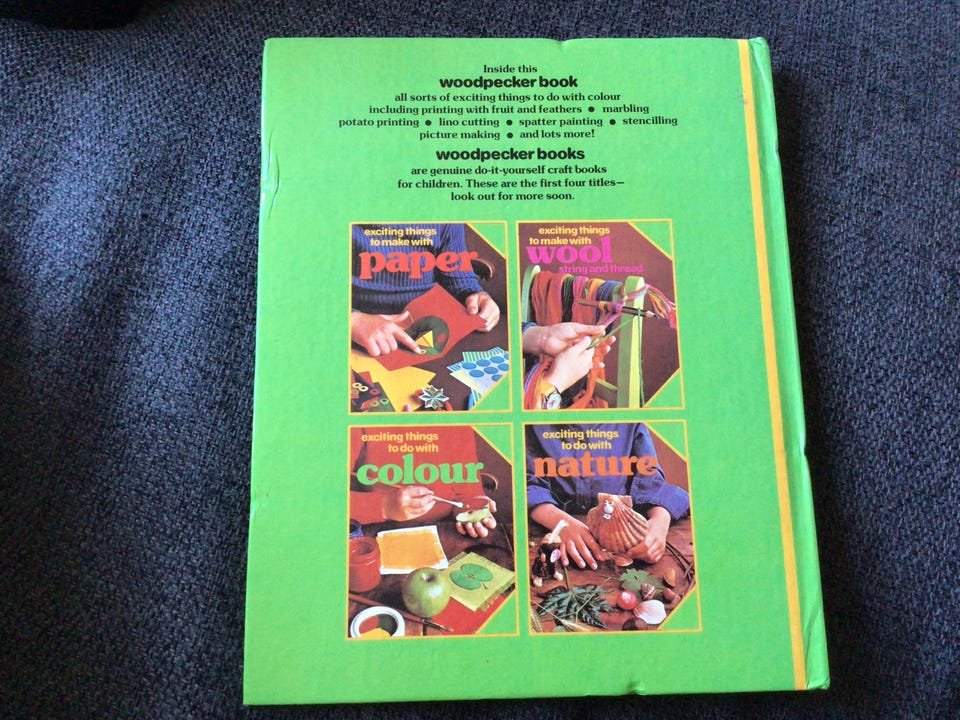 Inside this
woodpecker book
all sorts of exciting things to do with colour
including printing with fruit and feathers ● marbling
potato printing ● lino cutting ● spatter painting ● stencilling
picture making ● and lots more!
woodpecker books
are genuine do-it-yourself craft books
for children. These are the first four titles—
look out for more soon.
exciting things
to make with
paper
exciting things
to make with
wool
string and thread
exciting things
to do with
colour
exciting things
to do with
nature